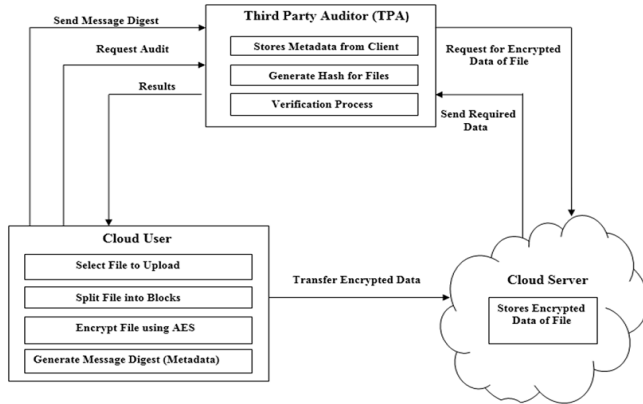 Send Message Digest
Third Party Auditor (TPA)
Stores Metadata from Client
Request for Encrypted
Data of File
Request Audit
Generate Hash for Files
Results
Verification Process
Send Required
Data
Cloud User
Select File to Upload
Split File into Blocks
Encrypt File using AES
Generate Message Digest (Metadata)
Transfer Encrypted Data
Cloud Server
Stores Encrypted
Data of File